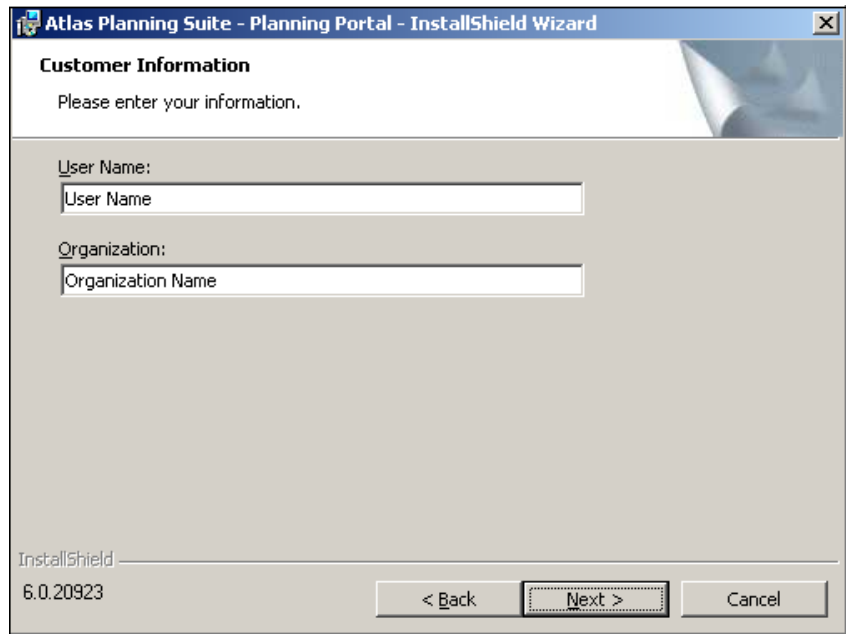 Atlas Planning Suite - Planning Portal - InstallShield Wizard
Customer Information
Please enter your information.
User Name:
User Name
Organization:
Organization Name
InstallShield
6.0.20923
< Back Next > Cancel